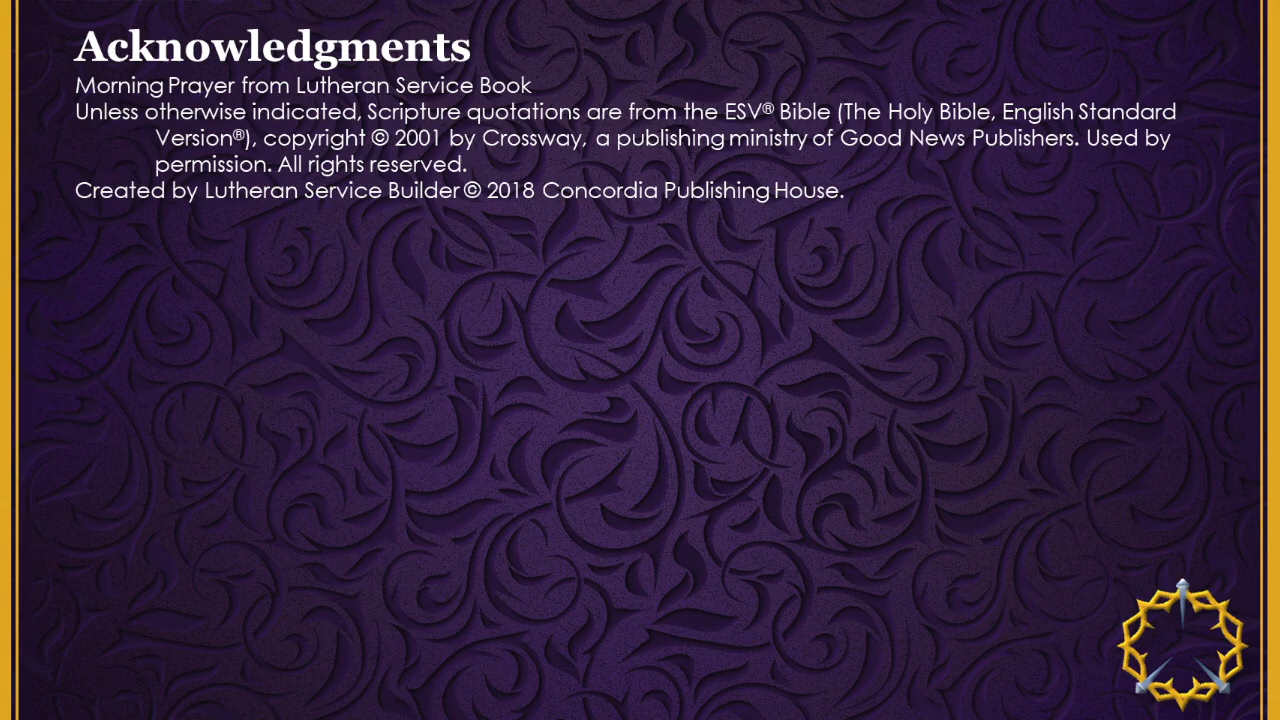 Acknowledgments
Morning Prayer from Lutheran Service Book
Unless otherwise indicated, Scripture quotations are from the ESV® Bible (The Holy Bible, English Standard
Version®), copyright © 2001 by Crossway, a publishing ministry of Good News Publishers. Used by
permission. All rights reserved.
Created by Lutheran Service Builder © 2018 Concordia Publishing House.